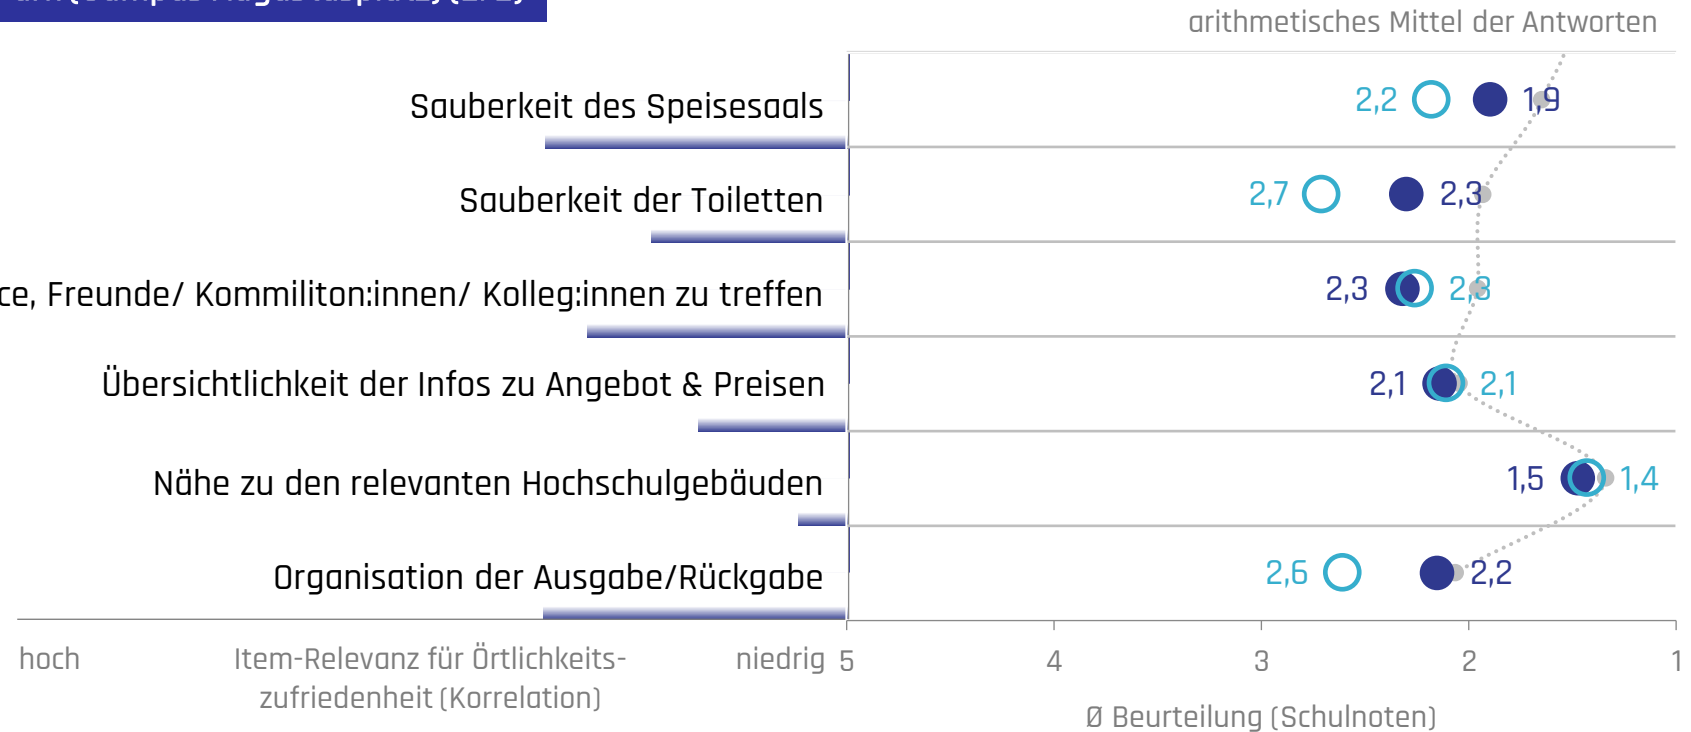 arithmetisches Mittel der Antworten
Sauberkeit des Speisesaals
2,2
1,9
Sauberkeit der Toiletten
2,7
2,3
ce, Freunde/ Kommiliton:innen/ Kolleg:innen zu treffen
2,3
2,3
Übersichtlichkeit der Infos zu Angebot & Preisen
2,1
2,1
Nähe zu den relevanten Hochschulgebäuden
1,5
1,4
Organisation der Ausgabe/Rückgabe
2,6
2,2
hoch
Item-Relevanz für Örtlichkeits-
zufriedenheit (Korrelation)
niedrig
5
4
3
2
1
Ø Beurteilung (Schulnoten)